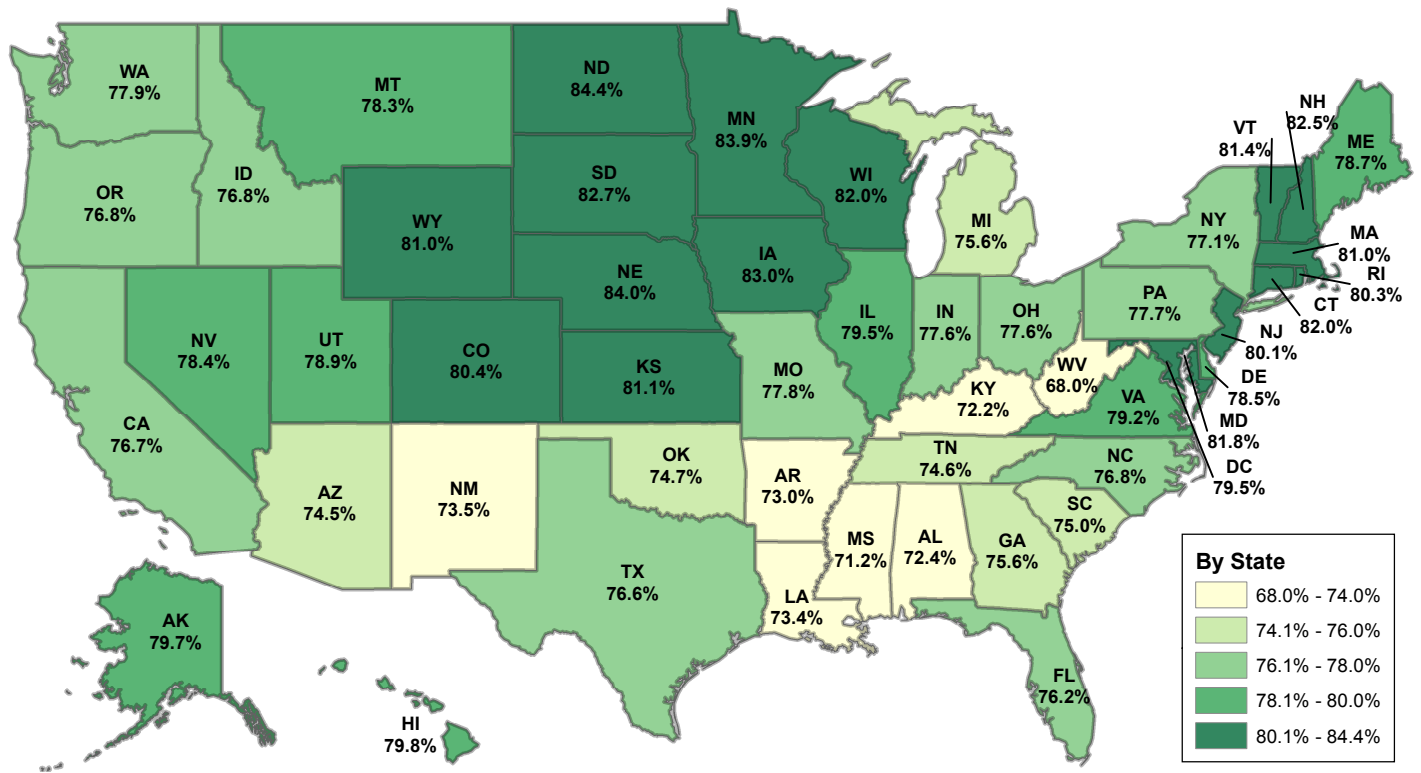 WA
77.9%
MT
78.3%
ND
84.4%
MN
83.9%
OR
76.8%
ID
76.8%
WY
81.0%
SD
82.7%
WI
82.0%
MI
75.6%
NY
77.1%
VT
81.4%
NH
82.5%
ME
78.7%
MA
81.0%
RI
80.3%
CT
82.0%
NJ
80.1%
DE
78.5%
MD
81.8%
DC
79.5%
NV
78.4%
UT
78.9%
CO
80.4%
NE
84.0%
KS
81.1%
IA
83.0%
MO
77.8%
IL
79.5%
IN
77.6%
OH
77.6%
PA
77.7%
WV
68.0%
KY
72.2%
VA
79.2%
CA
76.7%
AZ
74.5%
NM
73.5%
OK
74.7%
AR
73.0%
TN
74.6%
NC
76.8%
SC
75.0%
GA
75.6%
AL
72.4%
MS
71.2%
LA
73.4%
TX
76.6%
FL
76.2%
AK
79.7%
HI
79.8%
By State
68.0% - 74.0%
74.1% - 76.0%
76.1% - 78.0%
78.1% - 80.0%
80.1% - 84.4%